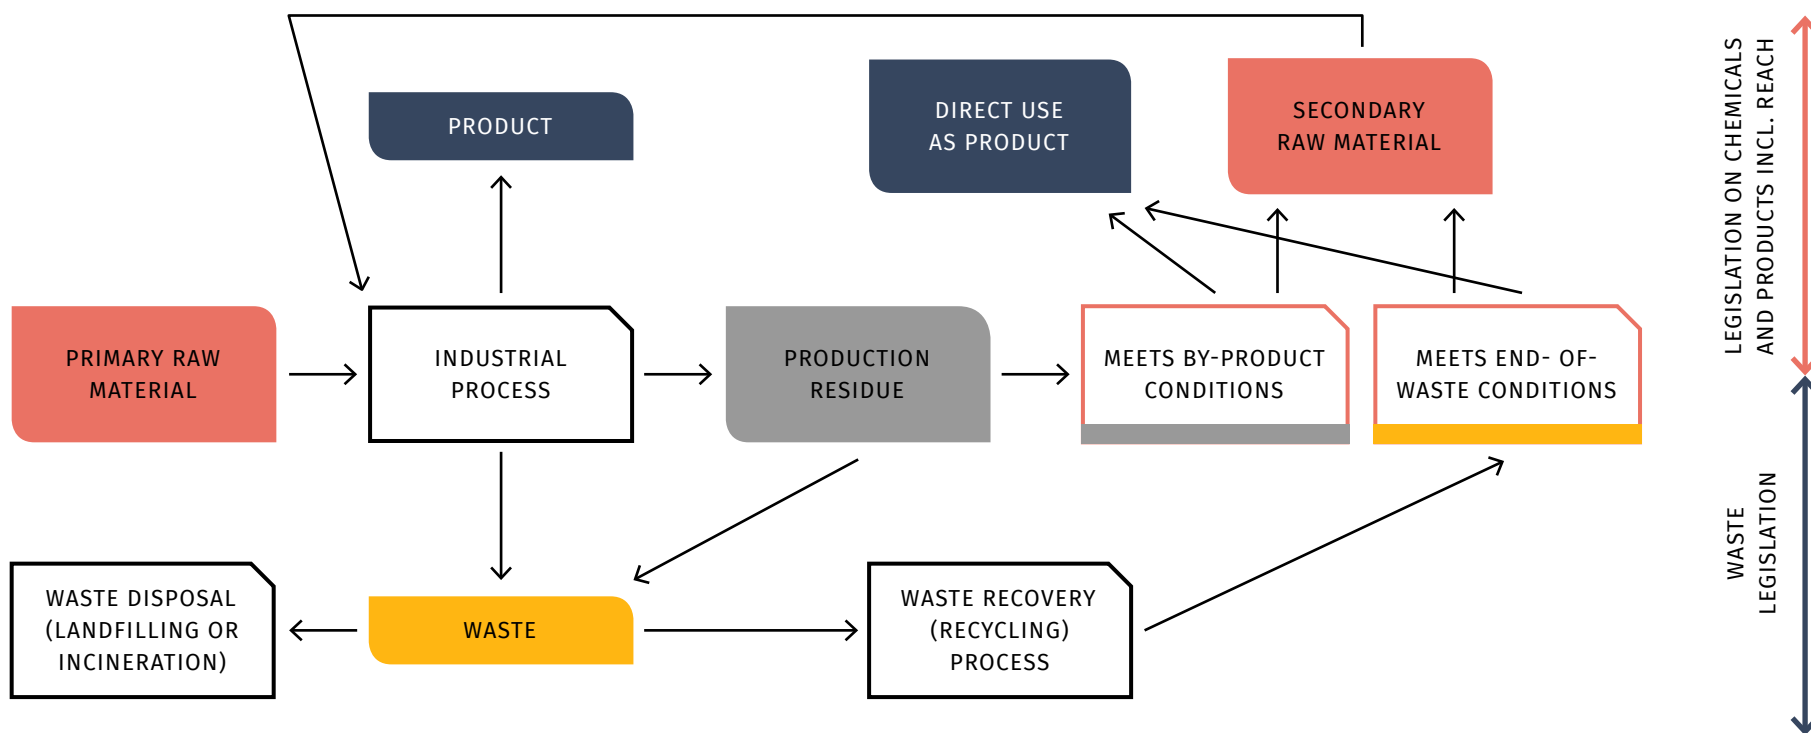 PRODUCT
DIRECT USE
AS PRODUCT
SECONDARY
RAW MATERIAL
LEGISLATION ON CHEMICALS
AND PRODUCTS INCL. REACH
PRIMARY RAW
MATERIAL
INDUSTRIAL
PROCESS
PRODUCTION
RESIDUE
MEETS BY-PRODUCT
CONDITIONS
MEETS END- OF-
WASTE CONDITIONS
WASTE
LEGISLATION
WASTE DISPOSAL
(LANDFILLING OR
INCINERATION)
WASTE
WASTE RECOVERY
(RECYCLING)
PROCESS